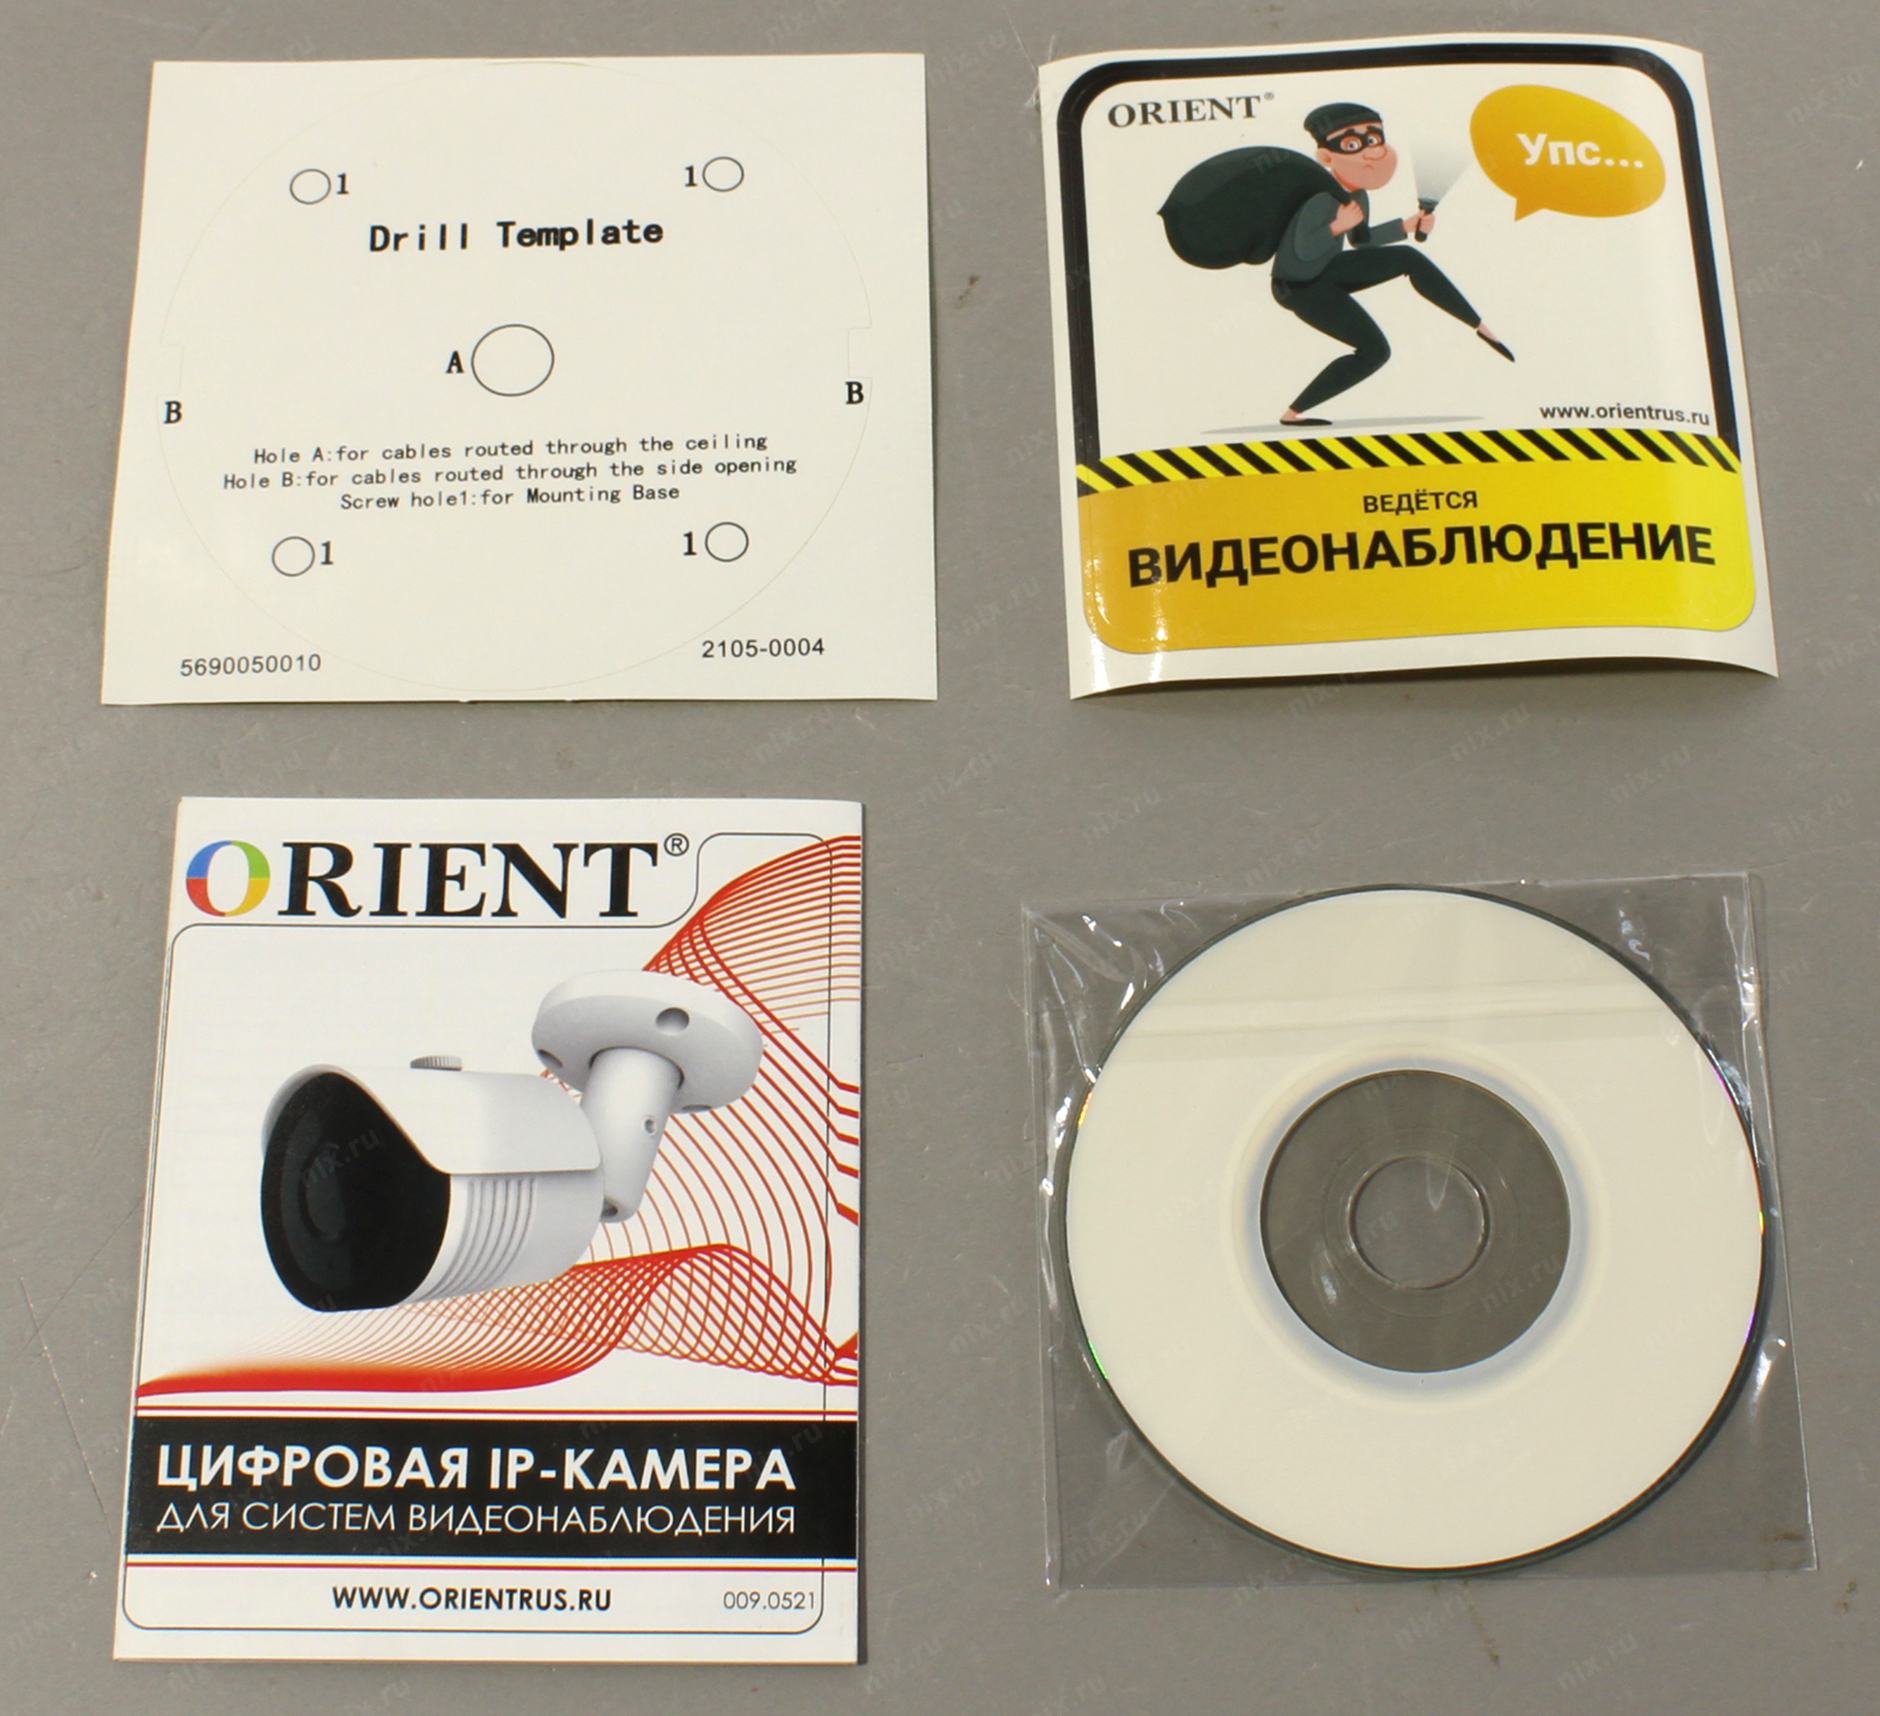 1
1
Drill Template
A
B
B
Hole A:for cables routed through the ceiling
Hole B:for cables routed through the side opening
Screw hole1:for Mounting Base
1
1
5690050010
2105-0004
ORIENT®
Упс...
www.orientrus.ru
ВЕДЁТСЯ
ВИДЕОНАБЛЮДЕНИЕ
ORIENT®
ЦИФРОВАЯ IP-КАМЕРА
ДЛЯ СИСТЕМ ВИДЕОНАБЛЮДЕНИЯ
WWW.ORIENTRUS.RU
009.0521
nix.ru